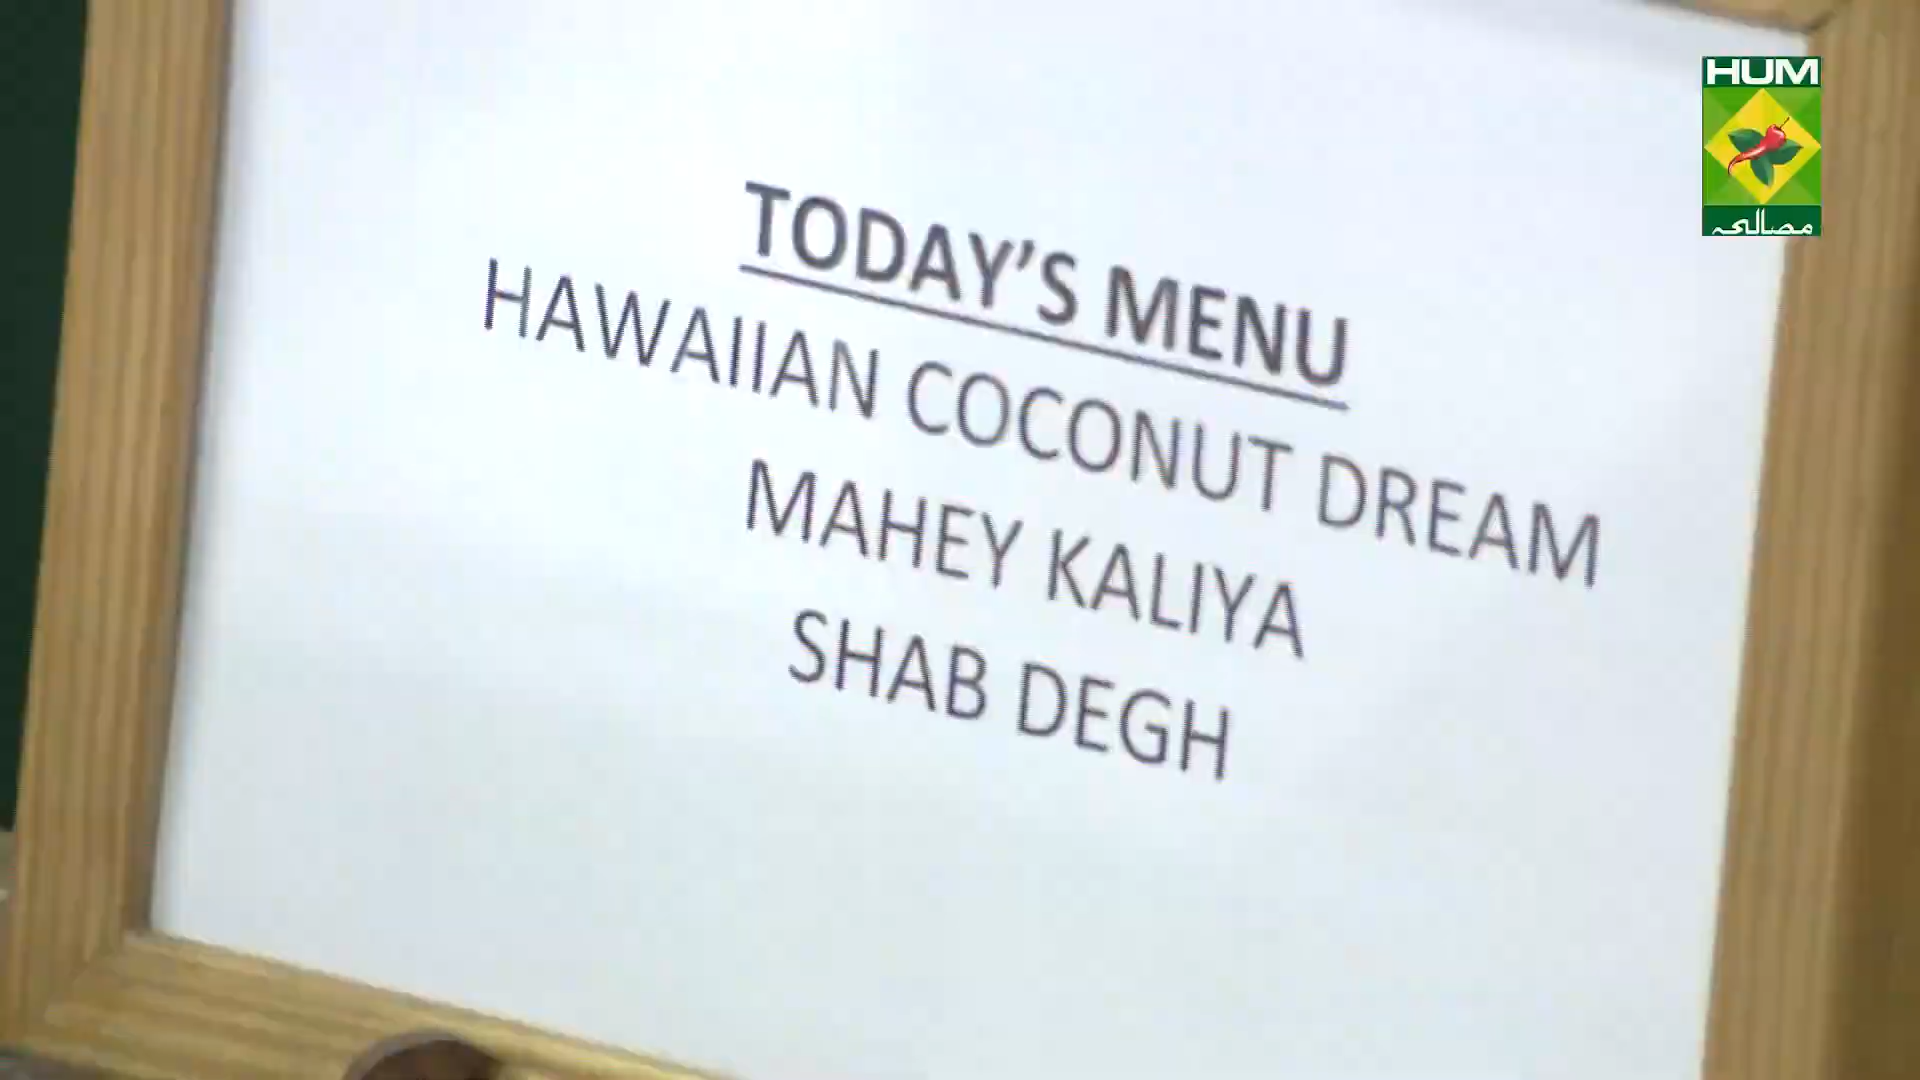 TODAY'S MENU
HAWAIIAN COCONUT DREAM
MAHEY KALIYA
SHAB DEGH
HUM
مصالحہ